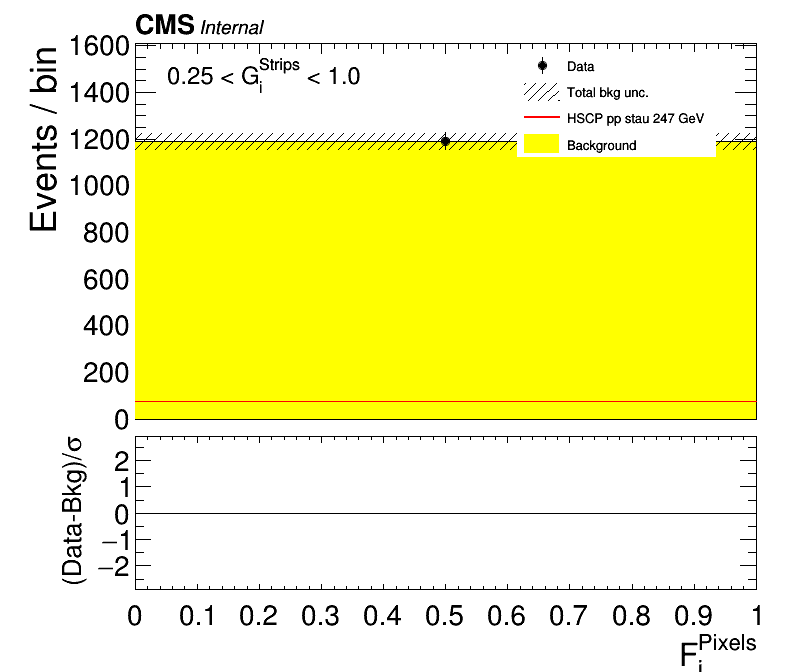 CMS Internal
Events / bin
1600
1400
1200
1000
800
600
400
200
0
0.25 < G_i^Strips < 1.0
Data
Total bkg unc.
HSCP pp stau 247 GeV
Background
(Data-Bkg)/σ
2
1
0
−1
−2
0 0.1 0.2 0.3 0.4 0.5 0.6 0.7 0.8 0.9 1
F_i^Pixels